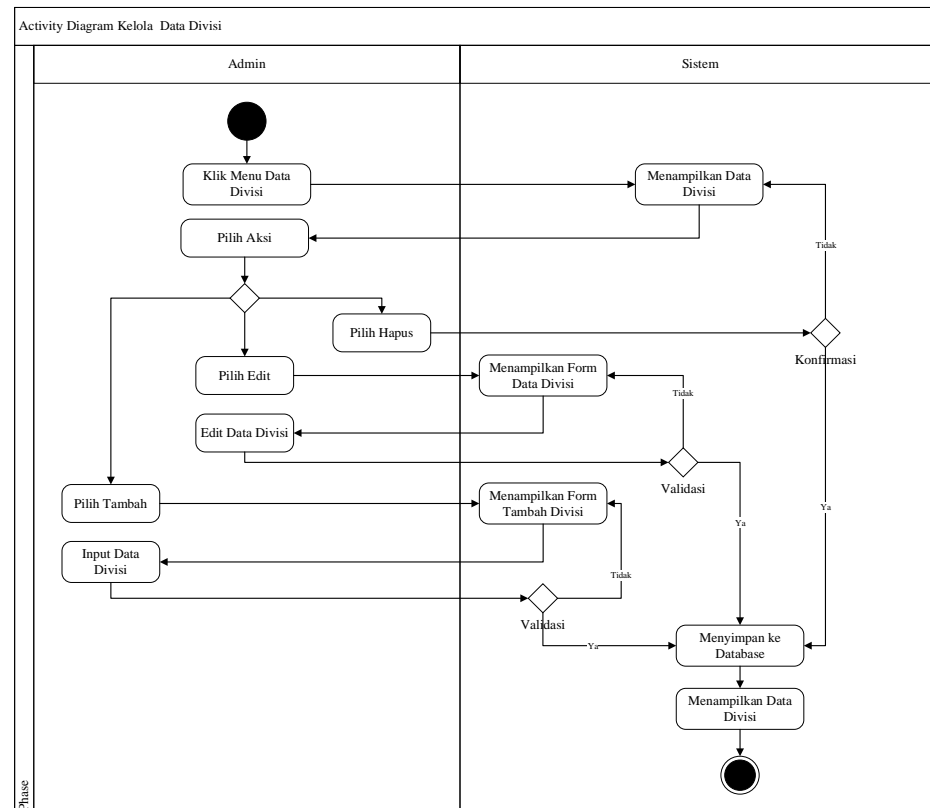 Activity Diagram Kelola  Data Divisi
Admin
Sistem
Klik Menu Data
Divisi
Menampilkan Data
Divisi
Pilih Aksi
Tidak
Pilih Hapus
Konfirmasi
Pilih Edit
Menampilkan Form
Data Divisi
Tidak
Edit Data Divisi
Validasi
Pilih Tambah
Menampilkan Form
Tambah Divisi
Ya
Ya
Input Data
Divisi
Tidak
Validasi
Ya
Menyimpan ke
Database
Menampilkan Data
Divisi
Phase